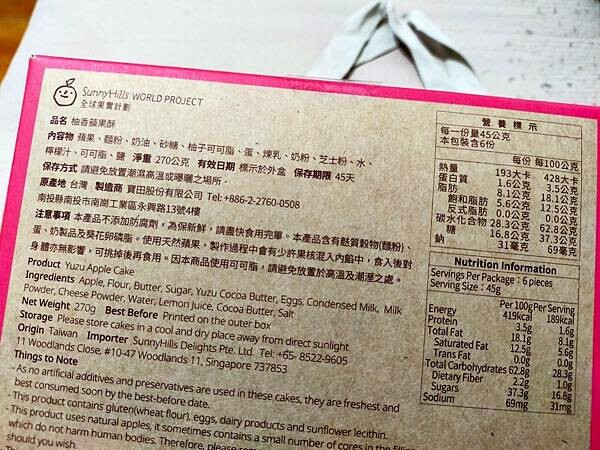 SunnyHills WORLD PROJECT
全球果實計劃
品名 柚香蘋果酥
內容物 蘋果、麵粉、奶油、砂糖、柚子可可脂、蛋、煉乳、奶粉、芝士粉、水、
檸檬汁、可可脂、鹽 淨重 270公克 有效日期 標示於外盒 保存期限 45天
保存方式 請避免放置潮濕高溫或曝曬之場所。
原產地 台灣 製造商 寶田股份有限公司 Tel:+886-2-2760-0508
南投縣南投市南崗工業區永興路13號4樓
注意事項 本產品不添加防腐劑，為保新鮮，請盡快食用完畢。本產品含有麩質穀物(麵粉)、
蛋、奶製品及葵花卵磷脂。使用天然蘋果，製作過程中會有少許果核混入內餡中，食入後對
身體亦無影響，可挑掉後再食用。因本商品使用可可脂，請避免放置於高溫及潮溼之處。
Product Yuzu Apple Cake
Ingredients Apple, Flour, Butter, Sugar, Yuzu Cocoa Butter, Eggs, Condensed Milk, Milk
Powder, Cheese Powder, Water, Lemon Juice, Cocoa Butter, Salt
Net Weight 270g Best Before Printed on the outer box
Storage Please store cakes in a cool and dry place away from direct sunlight.
Origin Taiwan Importer SunnyHills Delights Pte. Ltd. Tel: +65- 8522-9605
11 Woodlands Close, #10-47 Woodlands 11, Singapore 737853
Things to Note
- As no artificial additives and preservatives are used in these cakes, they are freshest and
best consumed soon by the best-before date.
- This product contains gluten(wheat flour), eggs, dairy products and sunflower lecithin.
- This product uses natural apples, it sometimes contains a small number of cores in the filling
which do not harm human bodies. Therefore, please
should you wish.
營養標示
每一份量45公克
本包裝含6份
每份 每100公克
熱量 193大卡 428大卡
蛋白質 1.6公克 3.5公克
脂肪 8.1公克 18.1公克
飽和脂肪 5.6公克 12.5公克
反式脂肪 0.0公克 0.0公克
碳水化合物 28.3公克 62.8公克
糖 16.8公克 37.3公克
鈉 31毫克 69毫克
Nutrition Information
Servings Per Package : 6 pieces
Serving Size : 45g
Per 100g Per Serving
Energy 419kcal 189kcal
Protein 3.5g 1.6g
Total Fat 18.1g 8.1g
Saturated Fat 12.5g 5.6g
Trans Fat 0.0g 0.0g
Total Carbohydrates 62.8g 28.3g
Dietary Fiber 2.2g 1.0g
Sugars 37.3g 16.8g
Sodium 69mg 31mg